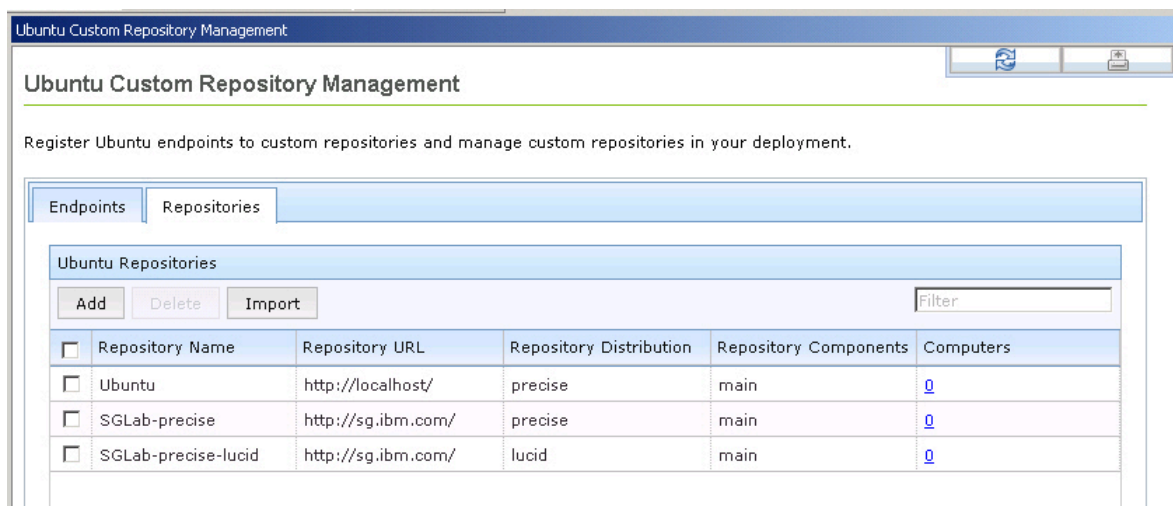 Ubuntu Custom Repository Management
Ubuntu Custom Repository Management
Register Ubuntu endpoints to custom repositories and manage custom repositories in your deployment.
Endpoints Repositories
Ubuntu Repositories
Add Delete Import Filter
Repository Name Repository URL Repository Distribution Repository Components Computers
Ubuntu http://localhost/ precise main 0
SGLab-precise http://sg.ibm.com/ precise main 0
SGLab-precise-lucid http://sg.ibm.com/ lucid main 0